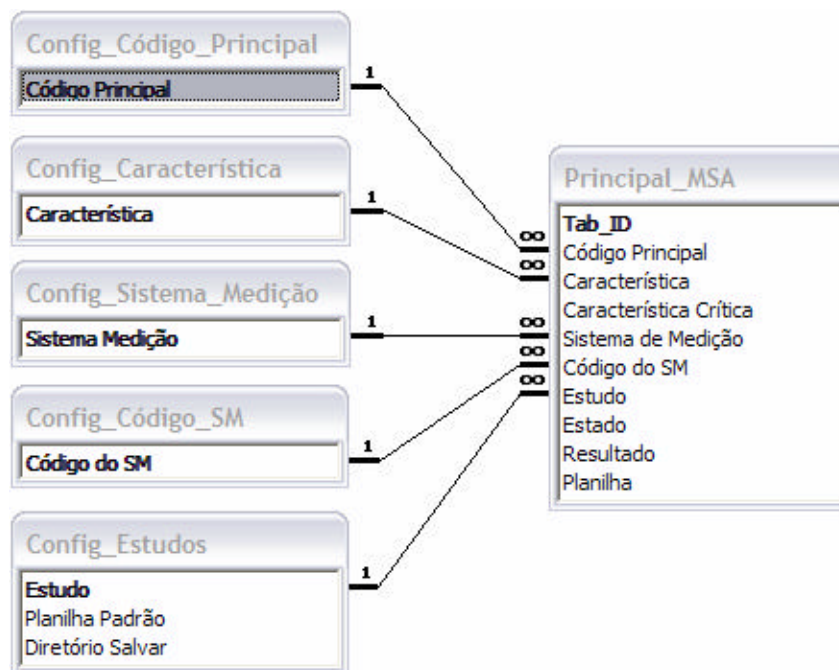 Config_Código_Principal
Código Principal
1
Config_Característica
Característica
1
Config_Sistema_Medição
Sistema Medição
1
Config_Código_SM
Código do SM
1
Config_Estudos
Estudo
Planilha Padrão
Diretório Salvar
1
Principal_MSA
Tab_ID
∞
Código Principal
∞
Característica
Característica Crítica
∞
Sistema de Medição
∞
Código do SM
∞
Estudo
Estado
Resultado
Planilha